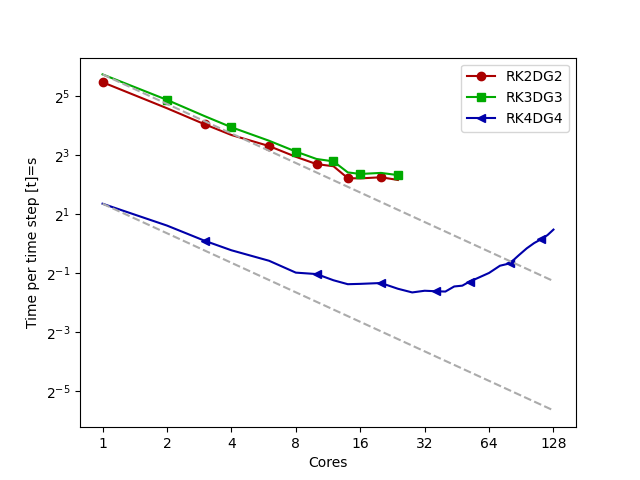 RK2DG2
RK3DG3
RK4DG4
Time per time step [t]=s
2^5
2^3
2^1
2^−1
2^−3
2^−5
1 2 4 8 16 32 64 128
Cores